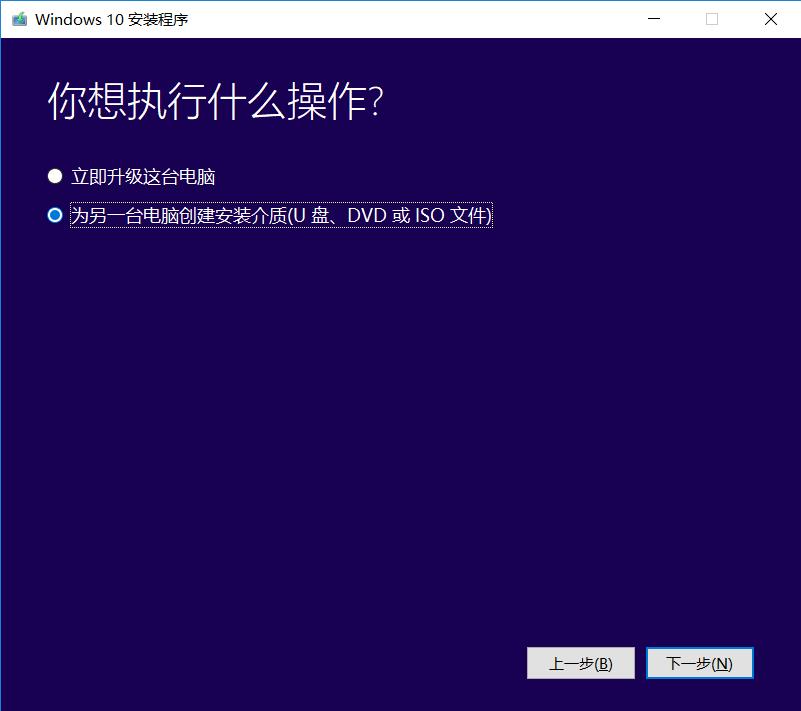 Windows 10 安装程序
你想执行什么操作?
立即升级这台电脑
为另一台电脑创建安装介质(U 盘、DVD 或 ISO 文件)
上一步(B)
下一步(N)